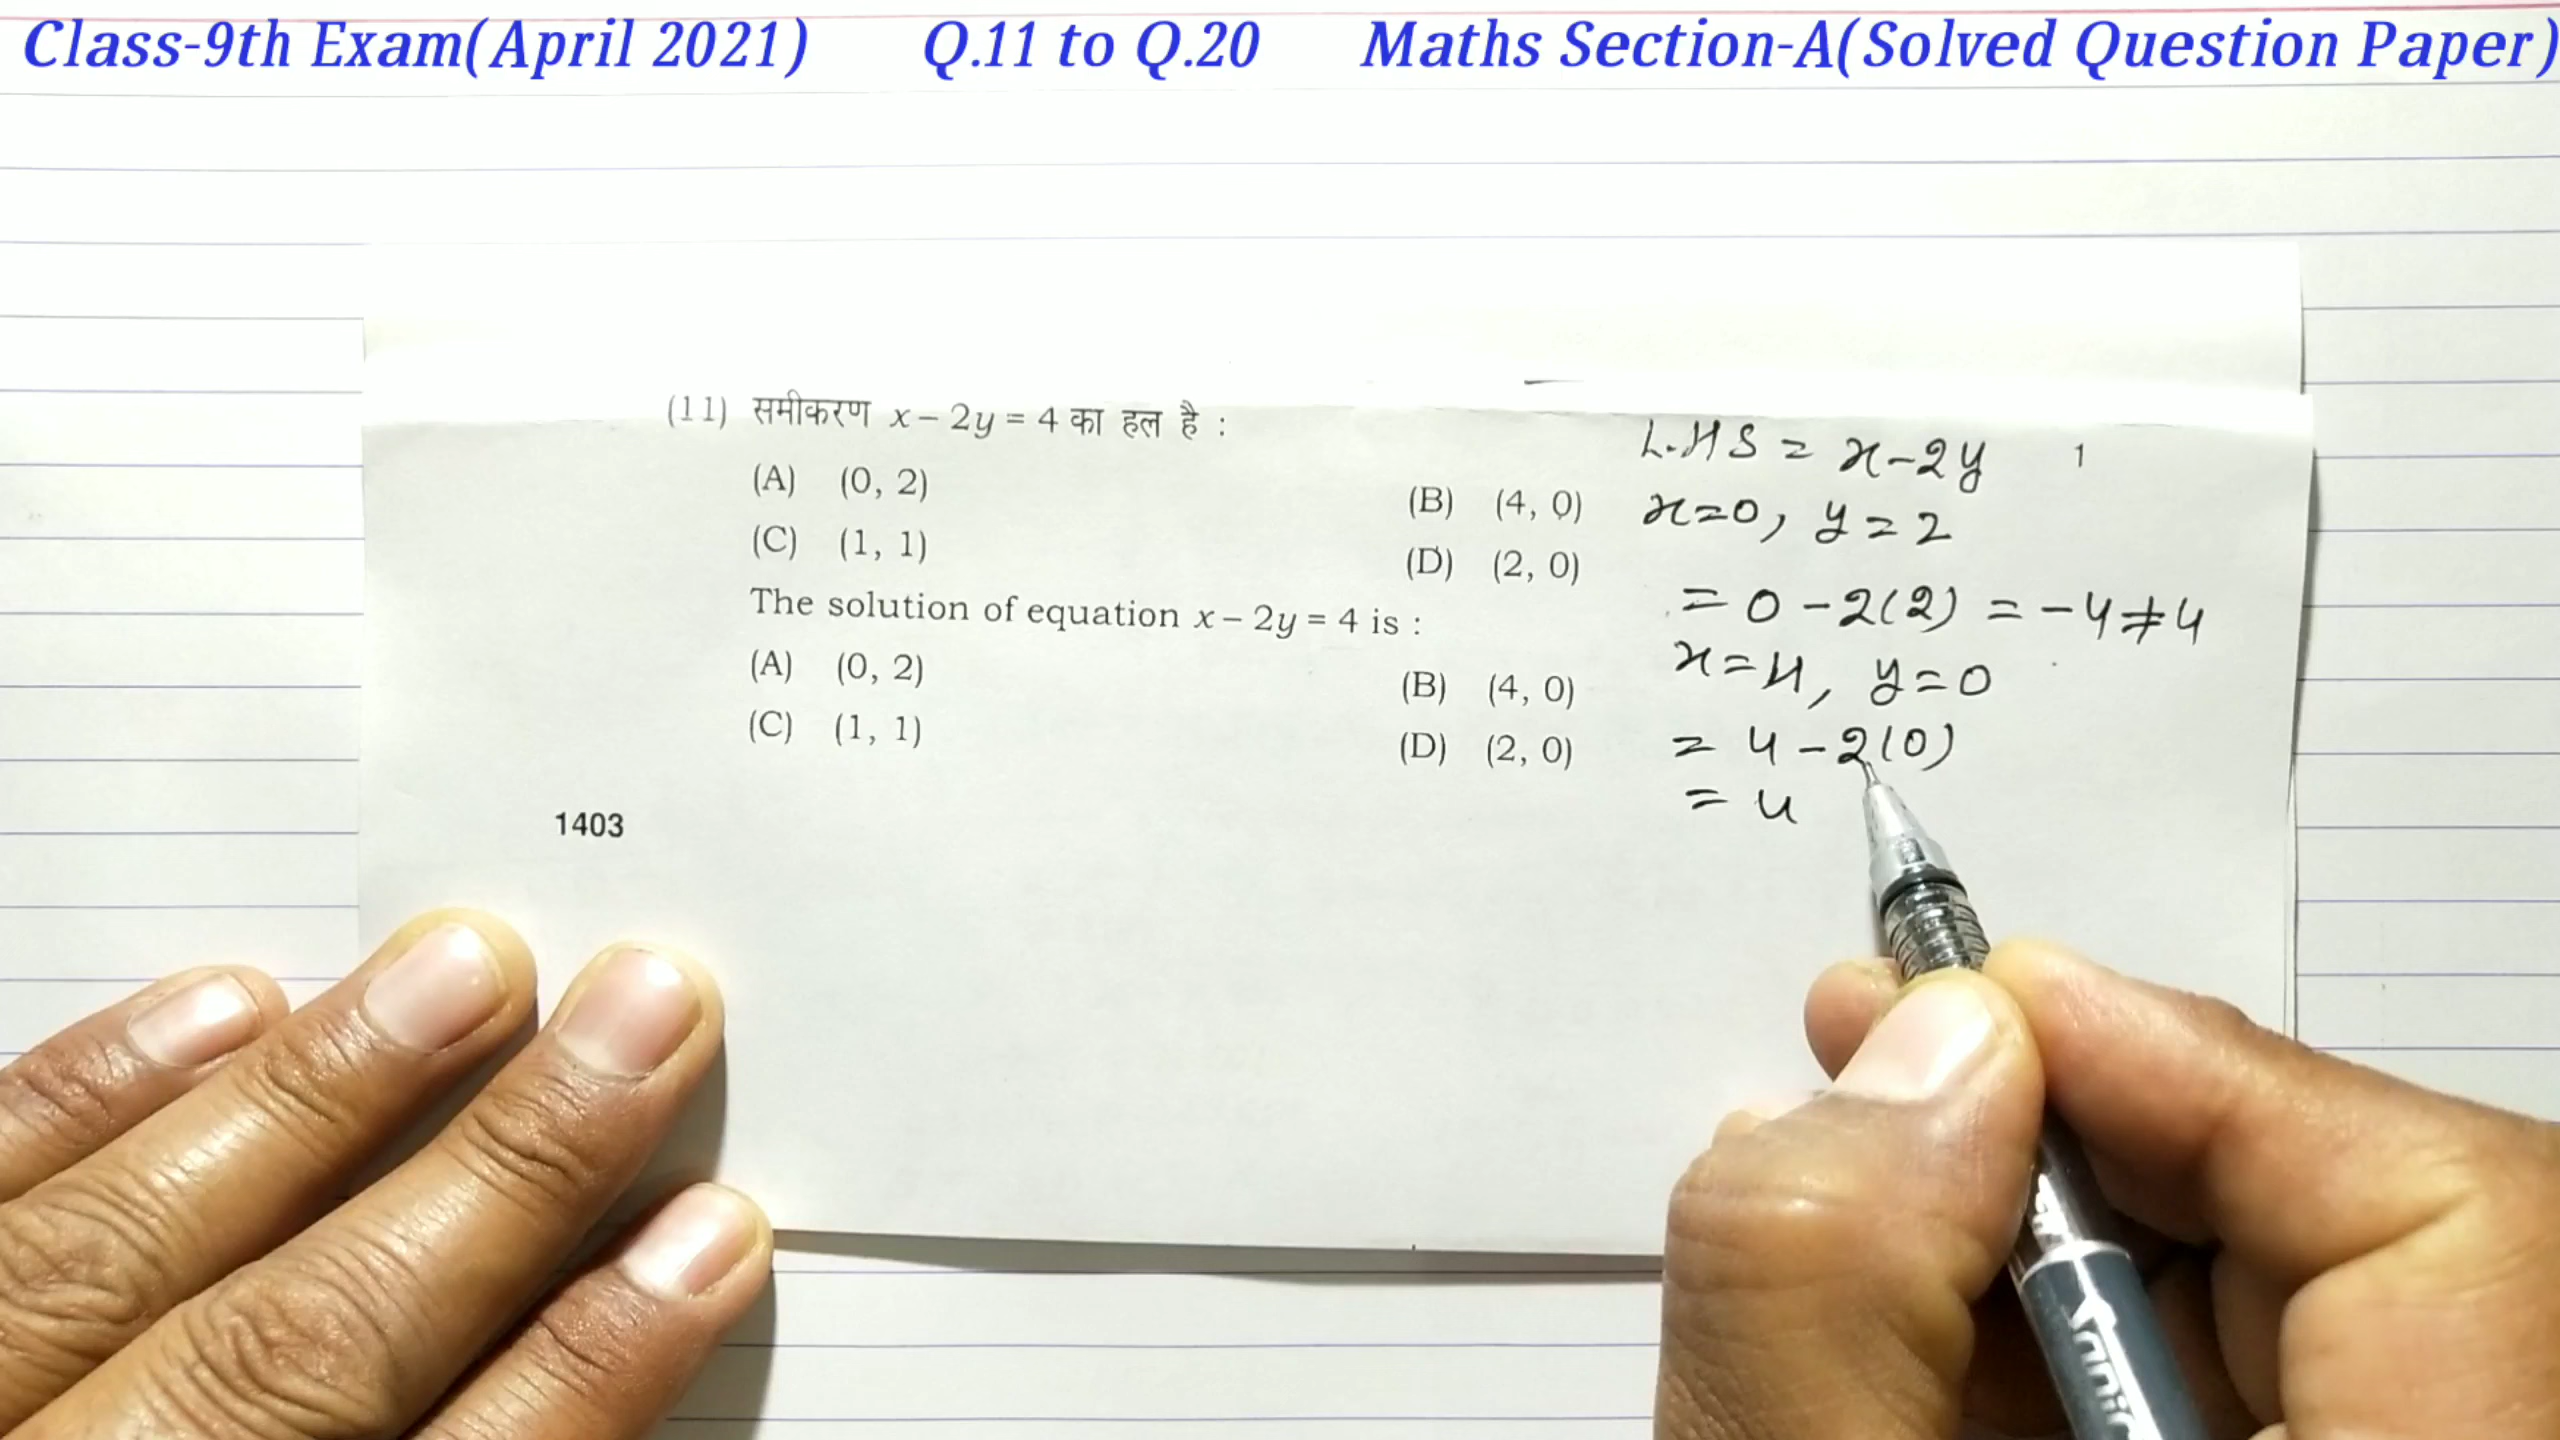 Class-9th Exam(April 2021) Q.11 to Q.20 Maths Section-A(Solved Question Paper)
(11) समीकरण x – 2y = 4 का हल है : 1
(A) (0, 2) (B) (4, 0)
(C) (1, 1) (D) (2, 0)
The solution of equation x – 2y = 4 is :
(A) (0, 2) (B) (4, 0)
(C) (1, 1) (D) (2, 0)
1403
L.HS = x-2y
x=0, y=2
= 0-2(2) = -4≠4
x=4, y=0
= 4-2(0)
= 4